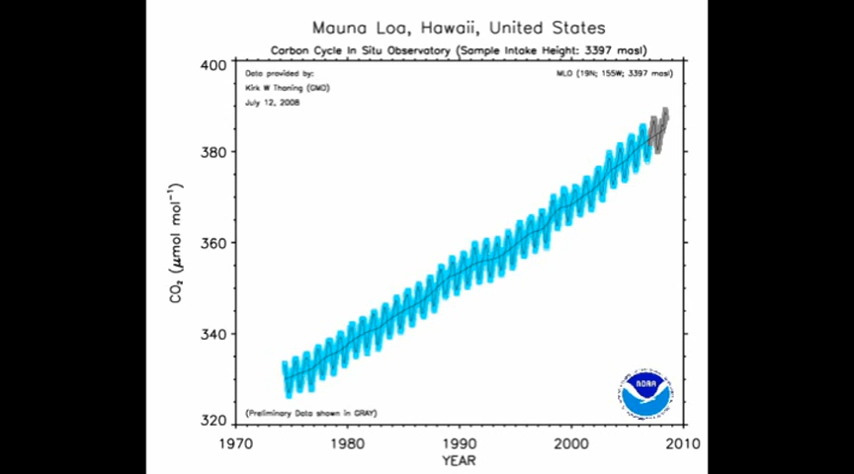 Mauna Loa, Hawaii, United States
Carbon Cycle In Situ Observatory (Sample Intake Height: 3397 masl)
Data provided by:
Kirk W Thoning (GMD)
July 12, 2008
MLO (19N; 155W; 3397 masl)
400
380
360
340
320
CO₂ (μmol mol⁻¹)
(Preliminary Data shown in GRAY)
NOAA
1970 1980 1990 2000 2010
YEAR